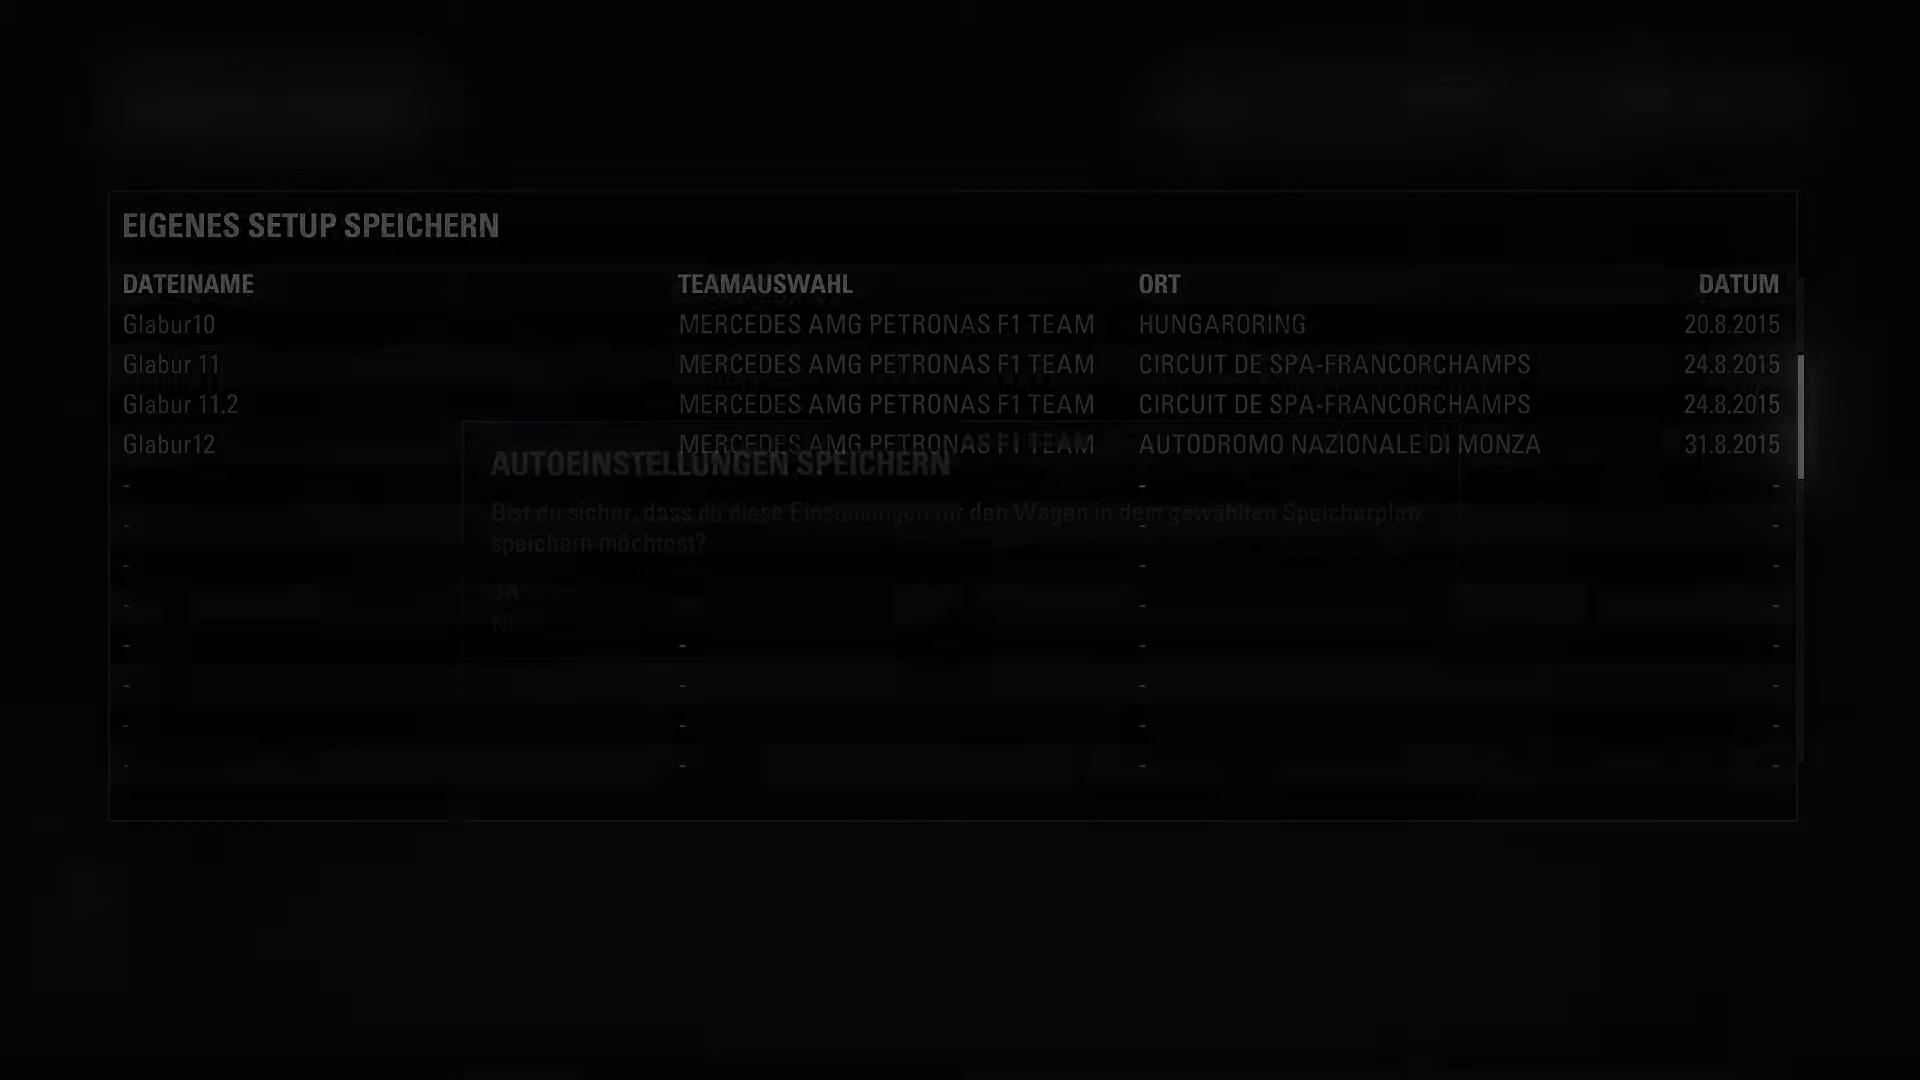 EIGENES SETUP SPEICHERN
DATEINAME TEAMAUSWAHL ORT DATUM
Glabur10 MERCEDES AMG PETRONAS F1 TEAM HUNGARORING 20.8.2015
Glabur 11 MERCEDES AMG PETRONAS F1 TEAM CIRCUIT DE SPA-FRANCORCHAMPS 24.8.2015
Glabur 11.2 MERCEDES AMG PETRONAS F1 TEAM CIRCUIT DE SPA-FRANCORCHAMPS 24.8.2015
Glabur12 MERCEDES AMG PETRONAS F1 TEAM AUTODROMO NAZIONALE DI MONZA 31.8.2015
- - -
- - -
- - -
- - -
- - - -
- - - -
- - - -
- - - -
AUTOEINSTELLUNGEN SPEICHERN
Bist du sicher, dass du diese Einstellungen für den Wagen in dem gewählten Speicherplatz
speichern möchtest?
JA